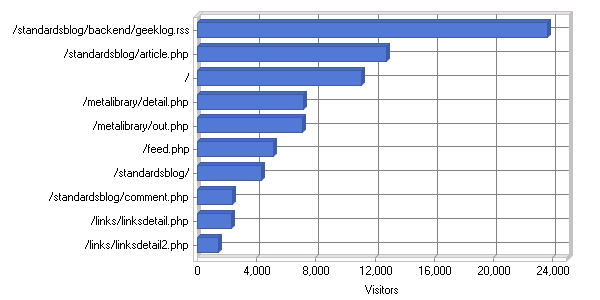 /standardsblog/backend/geeklog.rss
/standardsblog/article.php
/
/metalibrary/detail.php
/metalibrary/out.php
/feed.php
/standardsblog/
/standardsblog/comment.php
/links/linksdetail.php
/links/linksdetail2.php
0 4,000 8,000 12,000 16,000 20,000 24,000
Visitors